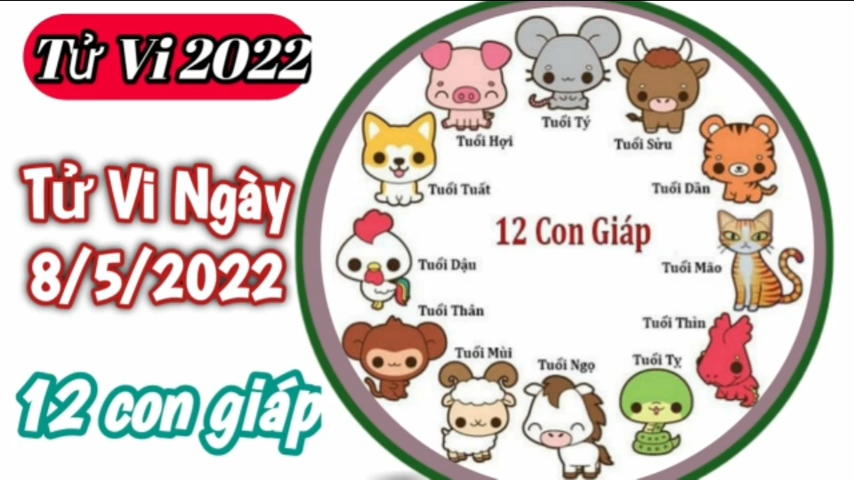 Tử Vi 2022
Tử Vi Ngày
8/5/2022
12 con giáp
Tuổi Tý
Tuổi Sửu
Tuổi Hợi
Tuổi Dần
Tuổi Tuất
12 Con Giáp
Tuổi Mão
Tuổi Dậu
Tuổi Thân
Tuổi Thìn
Tuổi Mùi
Tuổi Ngọ
Tuổi Tỵ